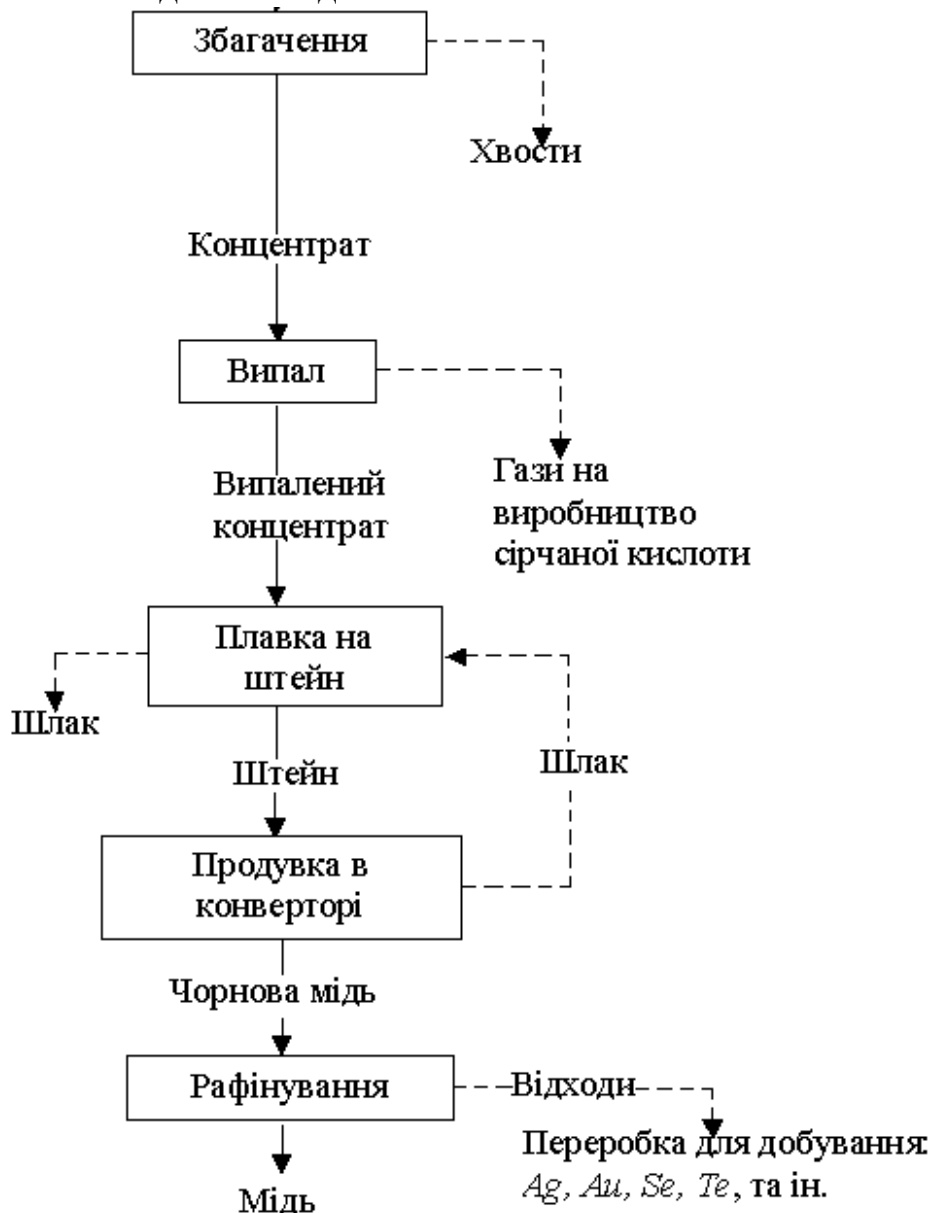 Збагачення
Хвости
Концентрат
Випал
Випалений
концентрат
Гази на
виробництво
сірчаної кислоти
Плавка на
штейн
Шлак
Штейн
Шлак
Продувка в
конверторі
Чорнова мідь
Рафінування
Відходи
Переробка для добування:
Ag, Au, Se, Te, та ін.
Мідь